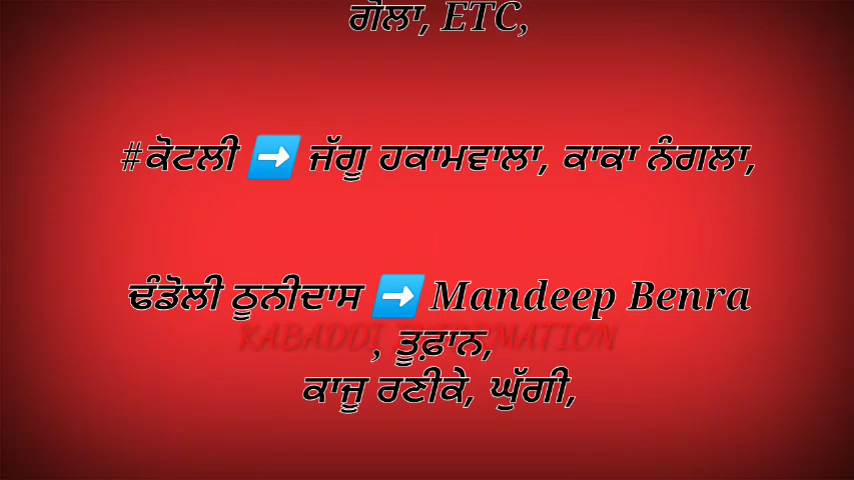 ਗੋਲਾ, ETC,
#ਕੋਟਲੀ ➡️ ਜੱਗੂ ਹਕਾਮਵਾਲਾ, ਕਾਕਾ ਨੰਗਲਾ,
ਢੰਡੋਲੀ ਠੂਨੀਦਾਸ ➡️ Mandeep Benra
, ਤੂਫ਼ਾਨ,
ਕਾਜੂ ਰਣੀਕੇ, ਘੁੱਗੀ,